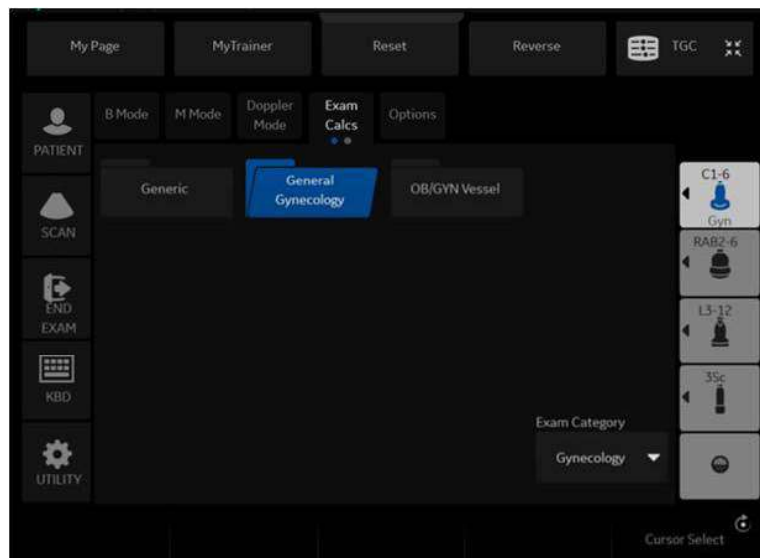 My Page
MyTrainer
Reset
Reverse
TGC
B Mode
M Mode
Doppler
Mode
Exam
Calcs
Options
PATIENT
SCAN
END
EXAM
KBD
UTILITY
Generic
General
Gynecology
OB/GYN Vessel
C1-6
Gyn
RAB2-6
L3-12
3Sc
Exam Category
Gynecology
Cursor Select